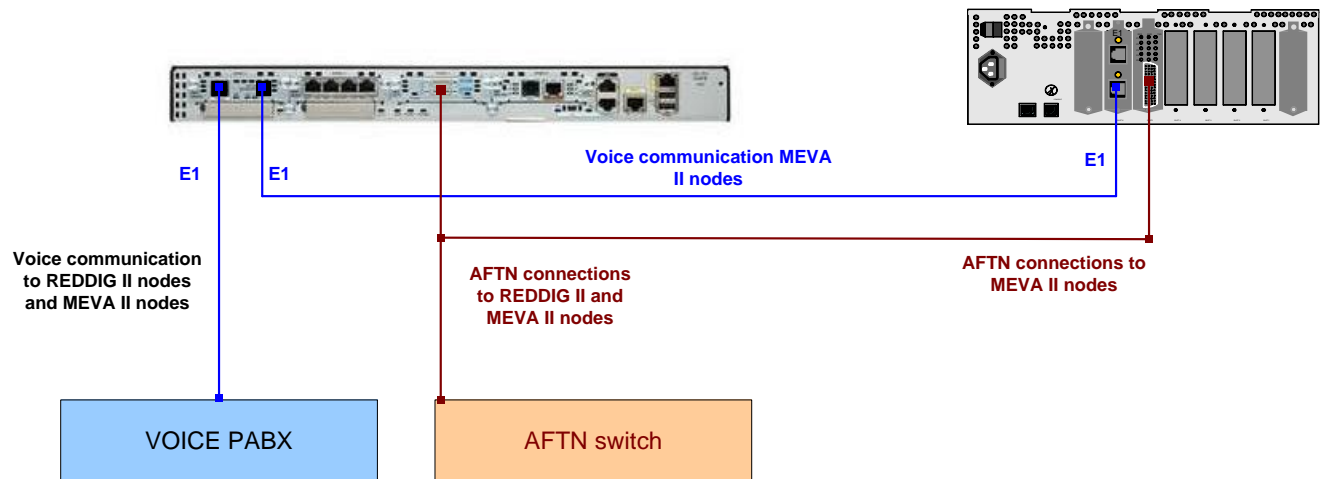 E1
Voice communication MEVA
II nodes
E1
E1
E1
Voice communication
to REDDIG II nodes
and MEVA II nodes
AFTN connections
to REDDIG II and
MEVA II nodes
AFTN connections to
MEVA II nodes
VOICE PABX
AFTN switch